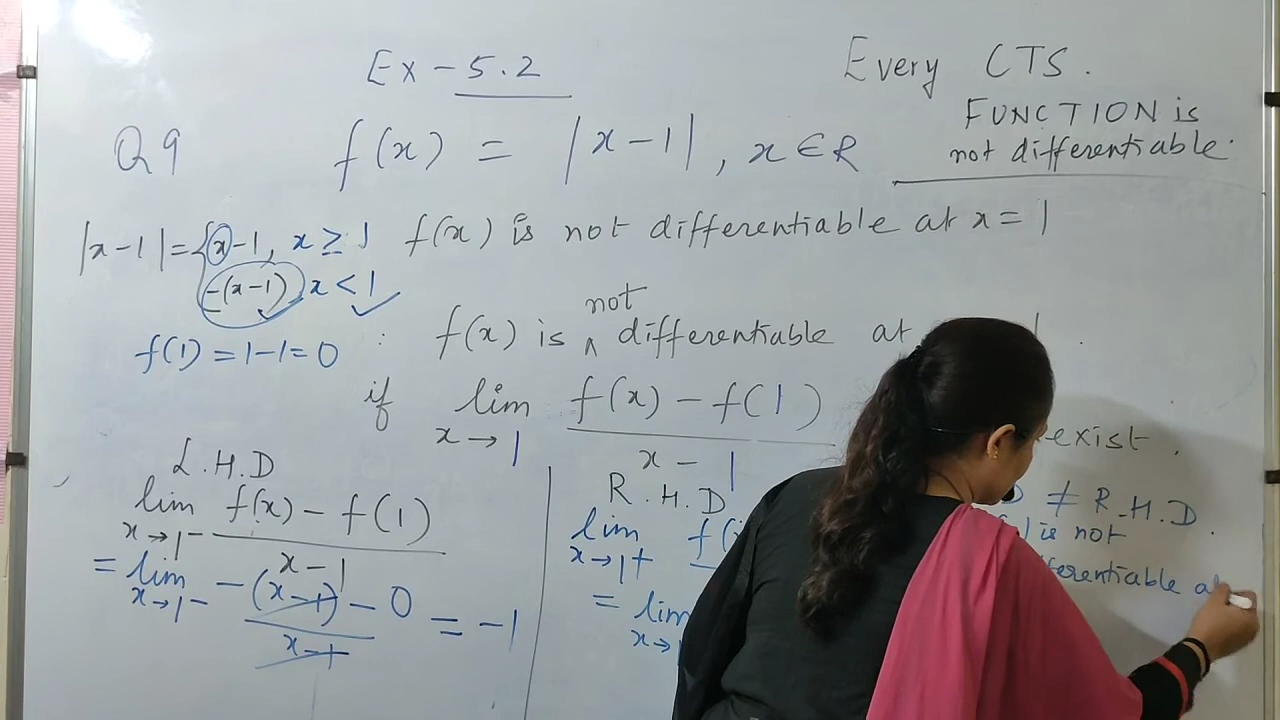 Ex - 5.2
Every CTS.
FUNCTION is
not differentiable.
Q9 f(x) = |x-1|, x ∈ R
|x-1| = { x-1, x ≥ 1
-(x-1), x < 1
f(x) is not differentiable at x = 1
f(1) = 1-1 = 0
not
: f(x) is ∧ differentiable at
if lim f(x) - f(1)
x → 1 x - 1
exist.
L.H.D
lim f(x) - f(1)
x → 1- x - 1
= lim -(x-1) - 0 = -1
x → 1- x-1
R.H.D
lim
x → 1+
= lim
≠ R.H.D.
is not
at